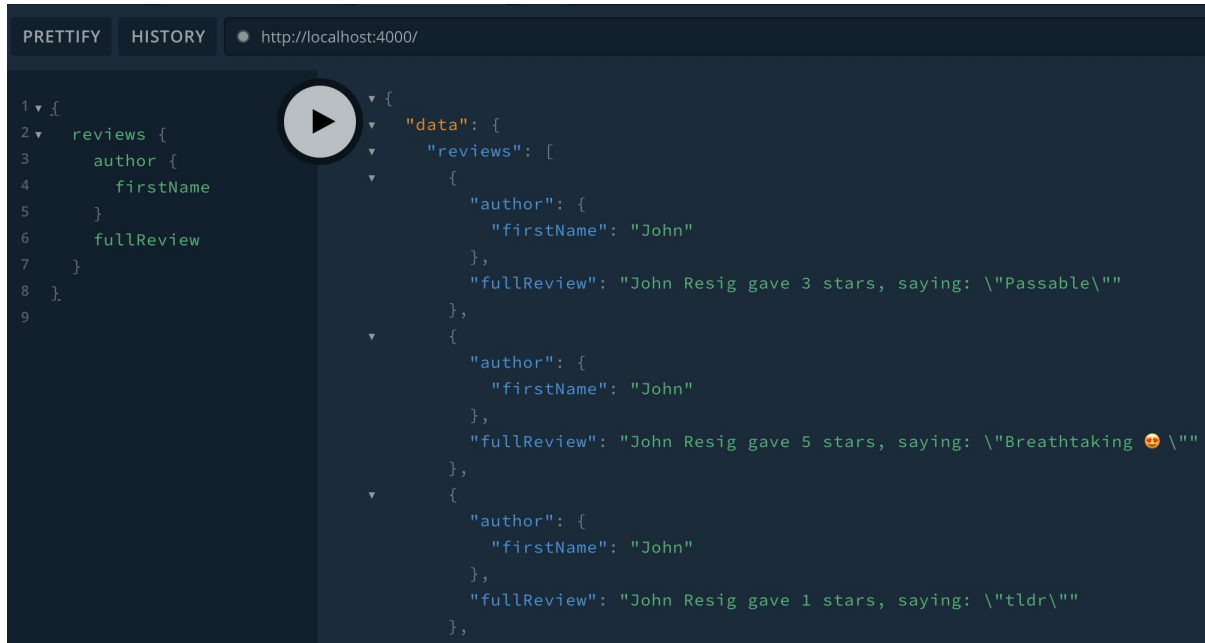 PRETTIFY HISTORY http://localhost:4000/
1 {
2 reviews {
3 author {
4 firstName
5 }
6 fullReview
7 }
8 }
9
{
"data": {
"reviews": [
{
"author": {
"firstName": "John"
},
"fullReview": "John Resig gave 3 stars, saying: \"Passable\""
},
{
"author": {
"firstName": "John"
},
"fullReview": "John Resig gave 5 stars, saying: \"Breathtaking 😍 \""
},
{
"author": {
"firstName": "John"
},
"fullReview": "John Resig gave 1 stars, saying: \"tldr\""
},